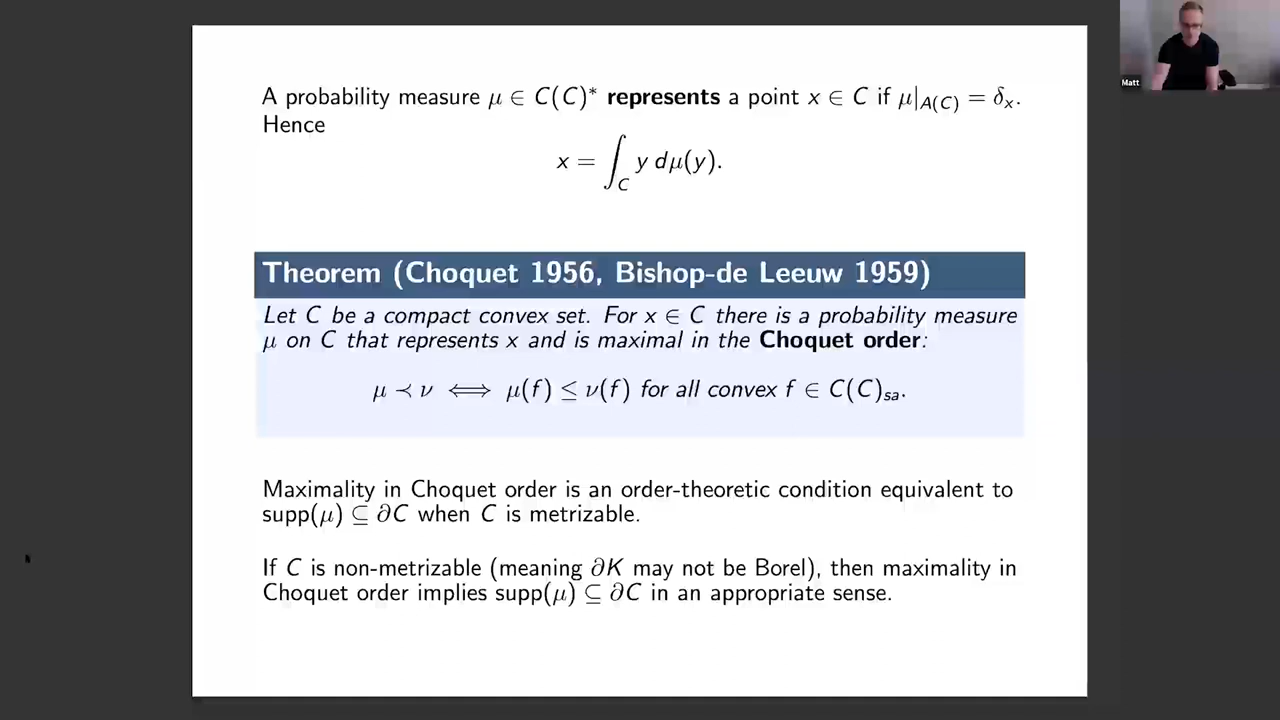 A probability measure μ ∈ C(C)* represents a point x ∈ C if μ|_{A(C)} = δ_x.
Hence
x = ∫_C y dμ(y).
Theorem (Choquet 1956, Bishop-de Leeuw 1959)
Let C be a compact convex set. For x ∈ C there is a probability measure
μ on C that represents x and is maximal in the Choquet order:
μ ≺ ν ⟺ μ(f) ≤ ν(f) for all convex f ∈ C(C)_{sa}.
Maximality in Choquet order is an order-theoretic condition equivalent to
supp(μ) ⊆ ∂C when C is metrizable.
If C is non-metrizable (meaning ∂K may not be Borel), then maximality in
Choquet order implies supp(μ) ⊆ ∂C in an appropriate sense.
Matt